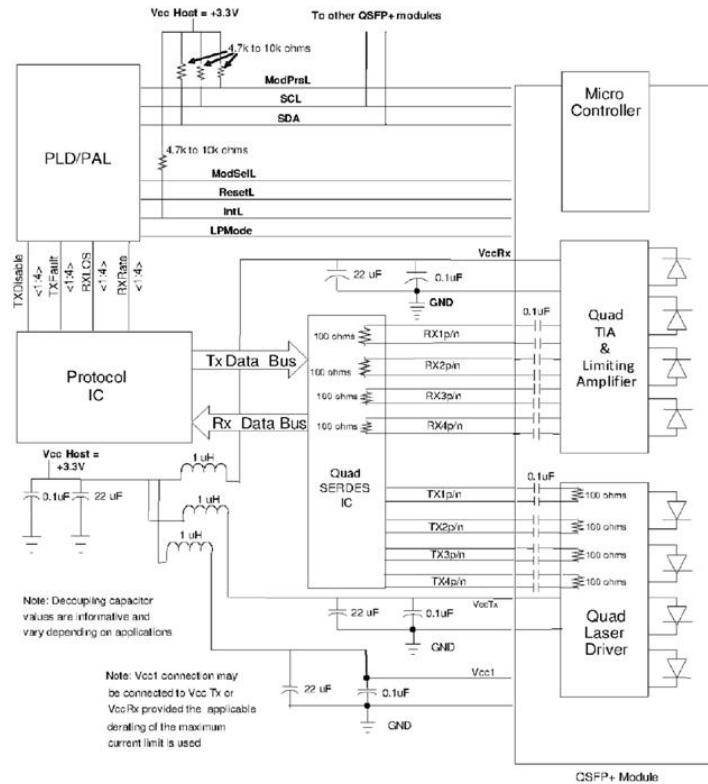 Vcc Host = +3.3V
To other QSFP+ modules
4.7k to 10k ohms
ModPrsL
SCL
SDA
Micro
Controller
PLD/PAL
4.7k to 10k ohms
ModSelL
ResetL
IntL
LPMode
TXDisable
<1:4>
TXFault
<1:4>
RXLOS
<1:4>
RXRate
<1:4>
VccRx
22 uF
0.1uF
GND
Protocol
IC
Tx Data Bus
Rx Data Bus
100 ohms
100 ohms
100 ohms
100 ohms
RX1p/n
RX2p/n
RX3p/n
RX4p/n
0.1uF
Quad
TIA
&
Limiting
Amplifier
Vcc Host =
+3.3V
0.1uF
22 uF
1 uH
1 uH
1 uH
Quad
SERDES
IC
TX1p/n
TX2p/n
TX3p/n
TX4p/n
0.1uF
100 ohms
100 ohms
100 ohms
100 ohms
Quad
Laser
Driver
VccTx
22 uF
0.1uF
GND
Note: Decoupling capacitor
values are informative and
vary depending on applications
Vcc1
22 uF
0.1uF
GND
Note: Vcc1 connection may
be connected to Vcc Tx or
VccRx provided the applicable
derating of the maximum
current limit is used
QSFP+ Module